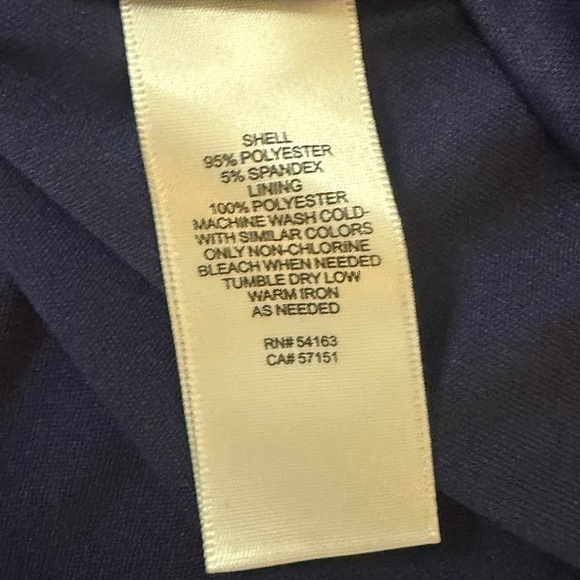 SHELL
95% POLYESTER
5% SPANDEX
LINING
100% POLYESTER
MACHINE WASH COLD-
WITH SIMILAR COLORS
ONLY NON-CHLORINE
BLEACH WHEN NEEDED
TUMBLE DRY LOW
WARM IRON
AS NEEDED
RN# 54163
CA# 57151